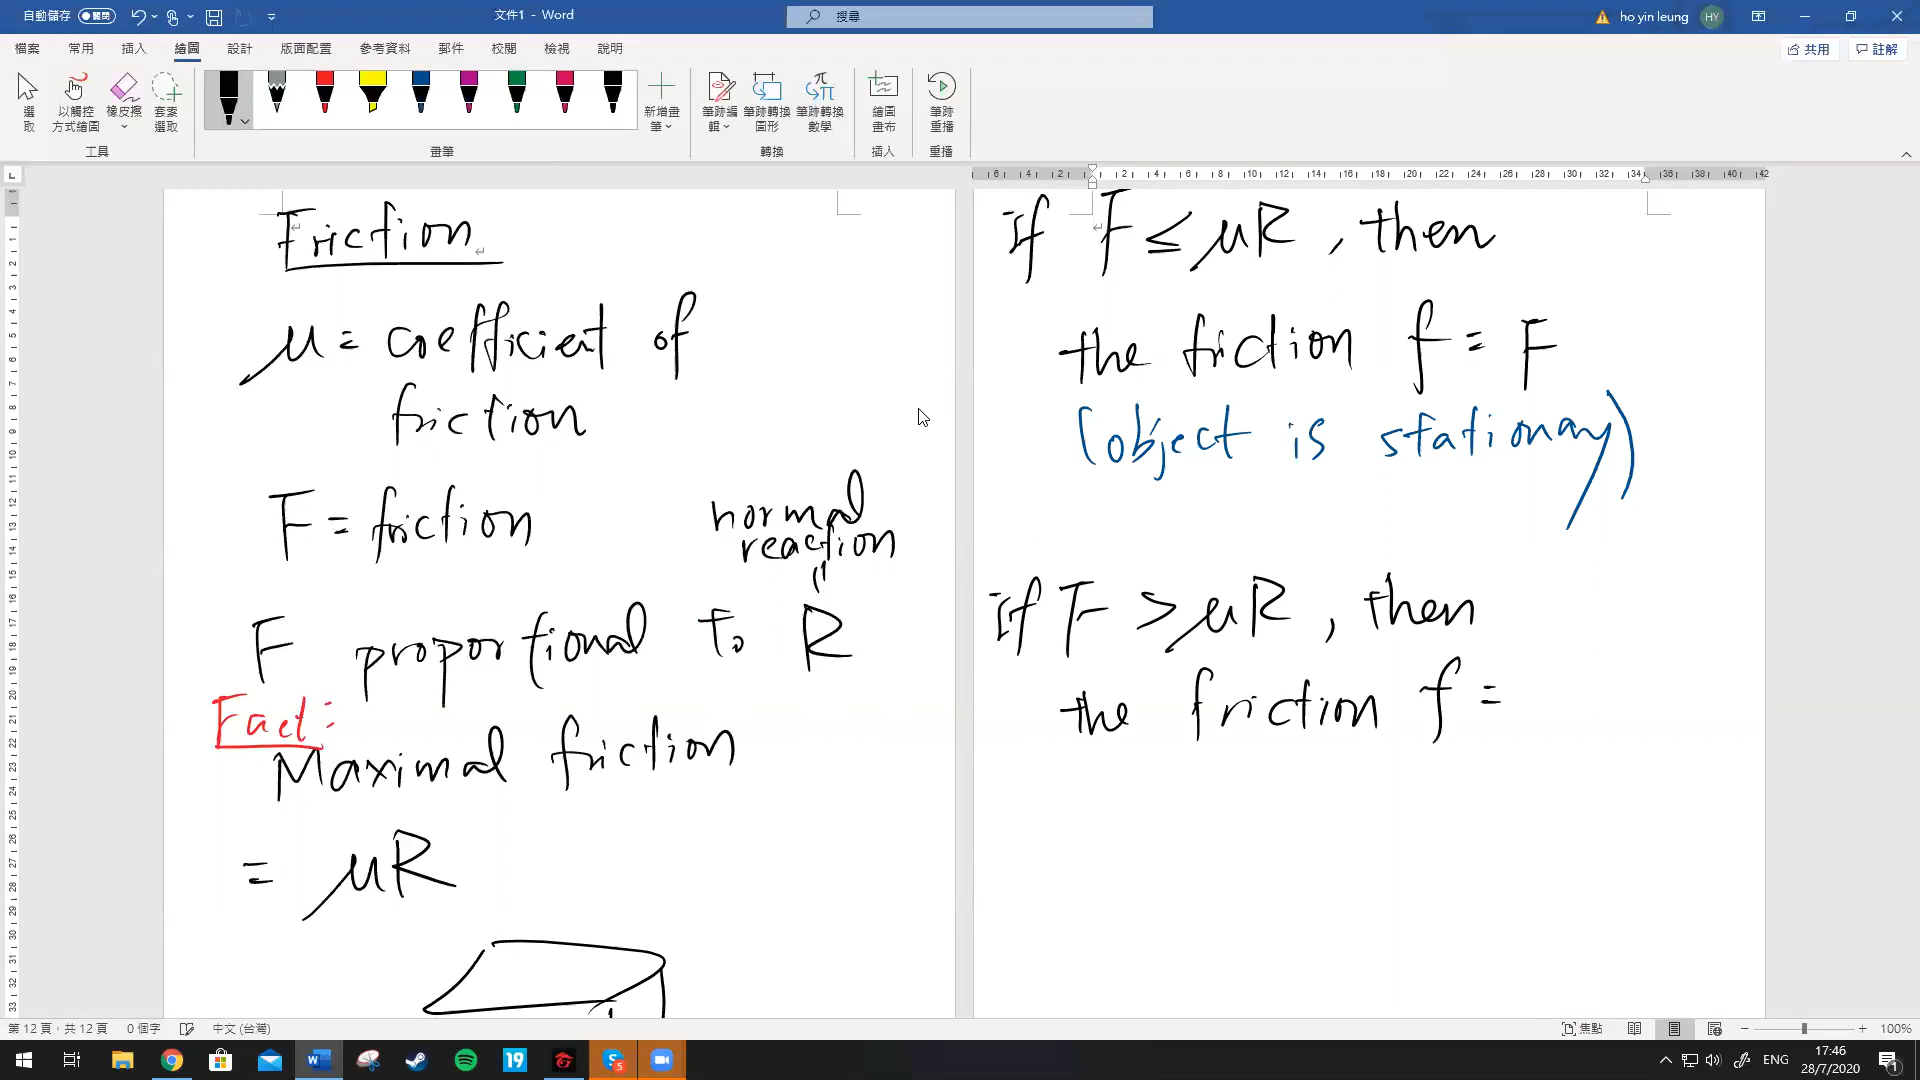 自動儲存 關閉
文件1 - Word
搜尋
ho yin leung
HY
檔案 常用 插入 繪圖 設計 版面配置 參考資料 郵件 校閱 檢視 說明
共用 註解
選取
以觸控方式繪圖
橡皮擦
套索選取
新增畫筆
筆跡編輯
筆跡轉換圖形
筆跡轉換數學
繪圖畫布
筆跡重播
工具 畫筆 轉換 插入 重播
Friction
μ = coefficient of
friction
F = friction
normal
reaction
F proportional to R
Fact:
Maximal friction
= μR
If F ≤ μR , then
the friction f = F
(object is stationary)
If F > μR , then
the friction f =
第 12 頁，共 12 頁 0 個字 中文 (台灣)
焦點 100%
ENG
17:46
28/7/2020